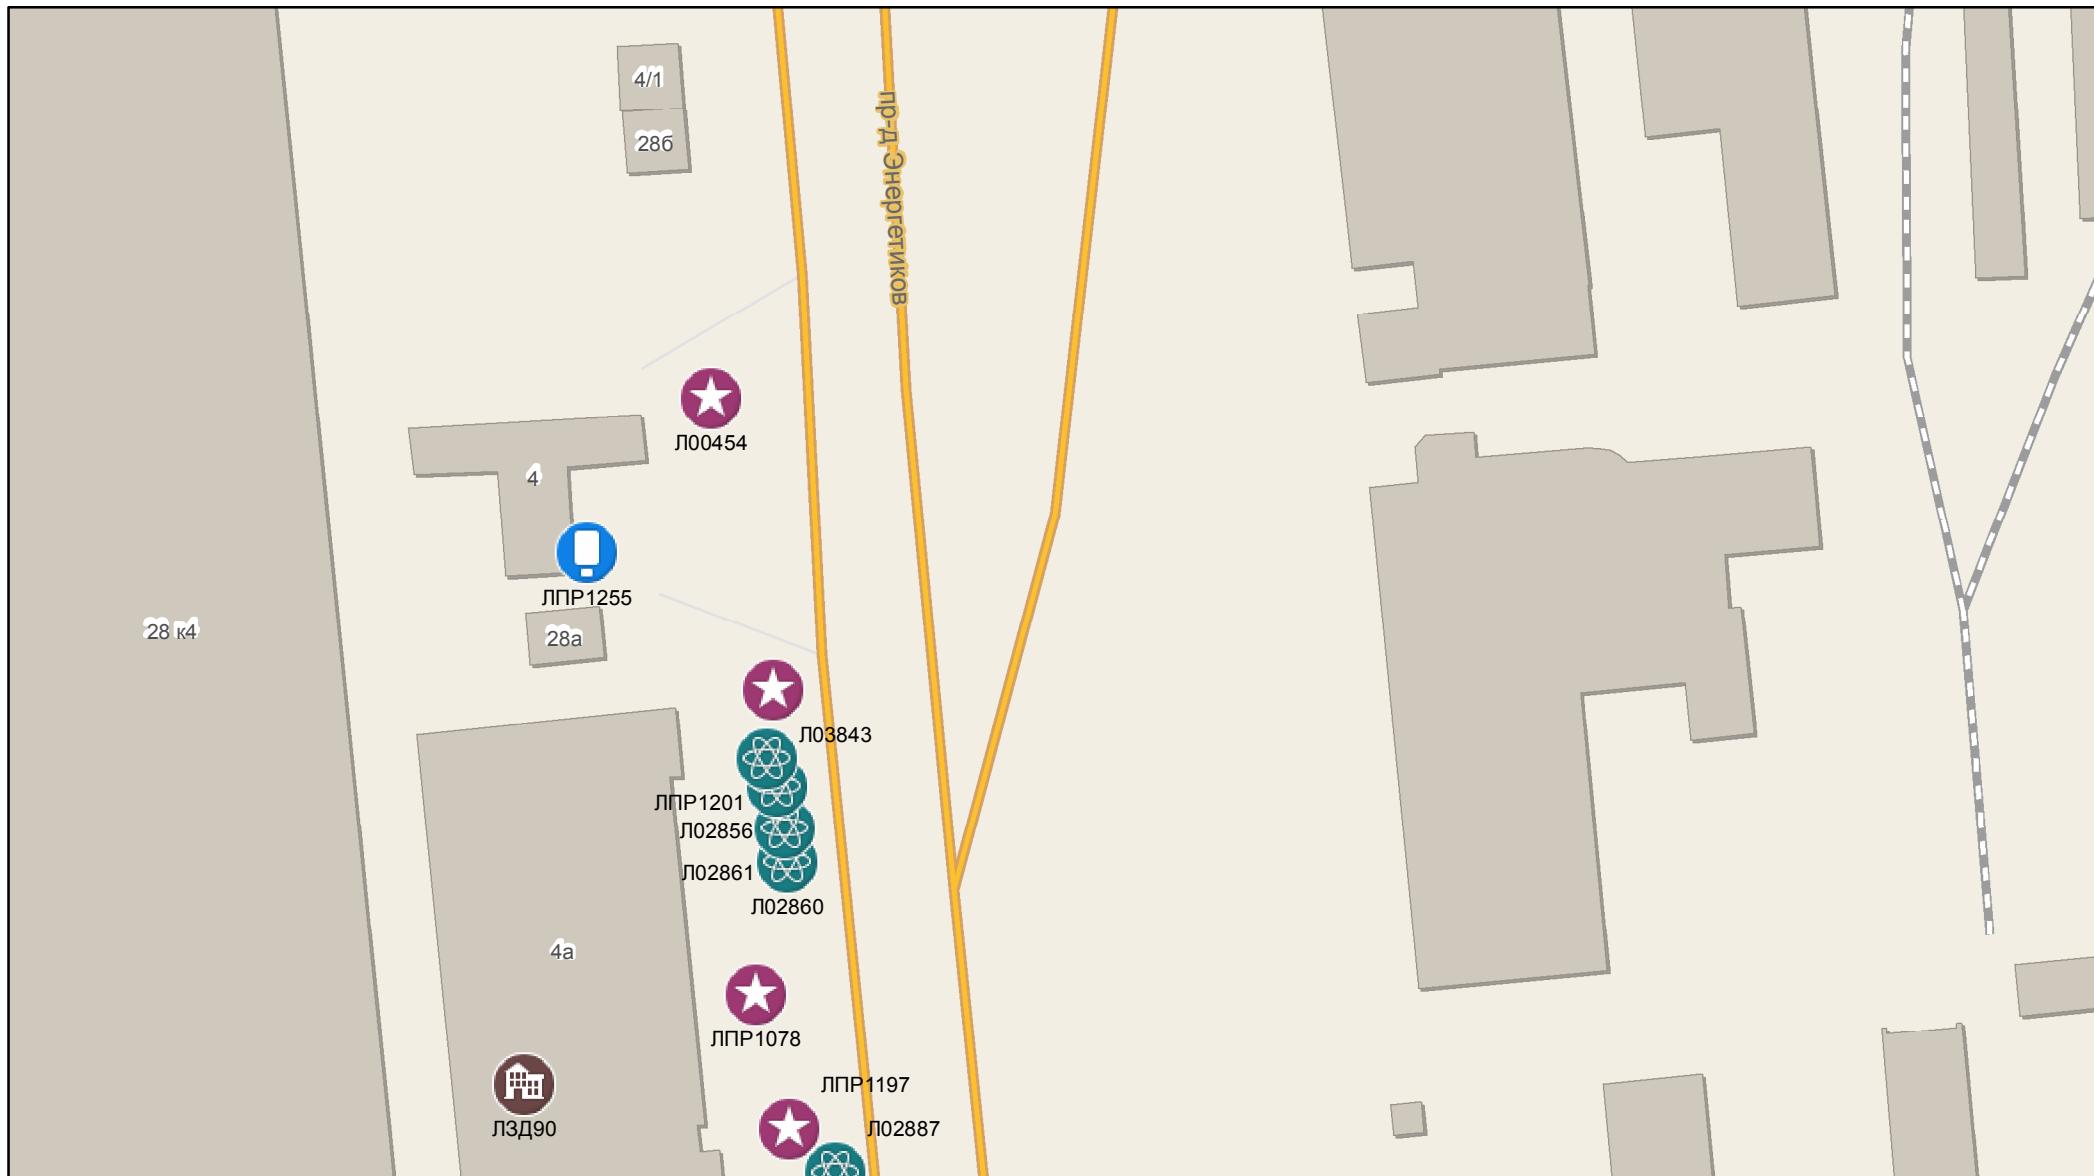 4/1
28б
пр-д Энергетиков
Л00454
4
ЛПР1255
28 к4
28а
Л03843
ЛПР1201
Л02856
Л02861
Л02860
4а
ЛПР1078
ЛПР1197
ЛЗД90
Л02887